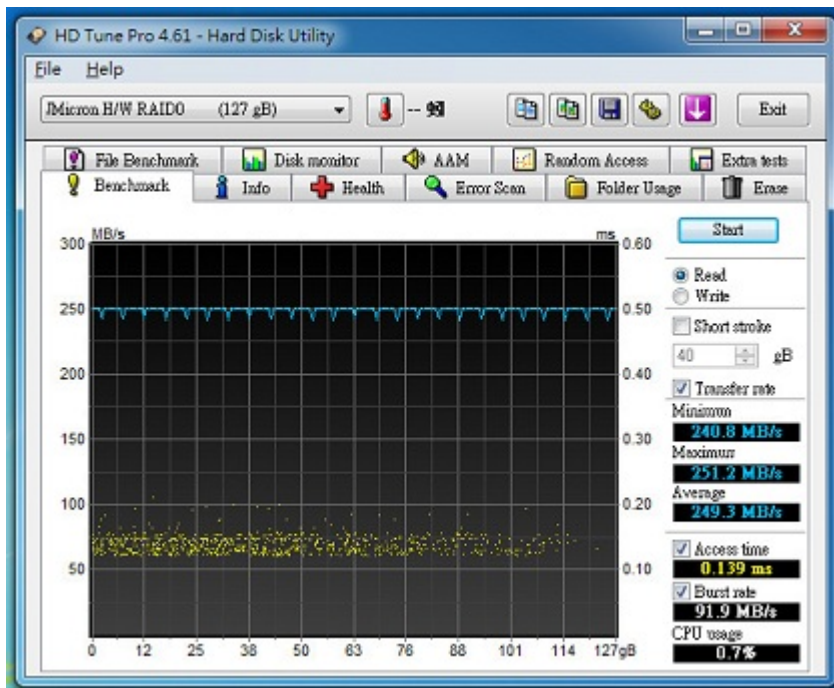 HD Tune Pro 4.61 - Hard Disk Utility
File Help
JMicron H/W RAID0 (127 gB)
Exit
File Benchmark Disk monitor AAM Random Access Extra tests
Benchmark Info Health Error Scan Folder Usage Erase
MB/s ms
Start
300 0.60
Read
Write
250 0.50
Short stroke
40 gB
200 0.40
Transfer rate
Minimum
150 0.30
240.8 MB/s
Maximum
251.2 MB/s
Average
100 0.20
249.3 MB/s
Access time
50 0.10
0.139 ms
Burst rate
91.9 MB/s
CPU usage
0 12 25 38 50 63 76 88 101 114 127gB
0.7%